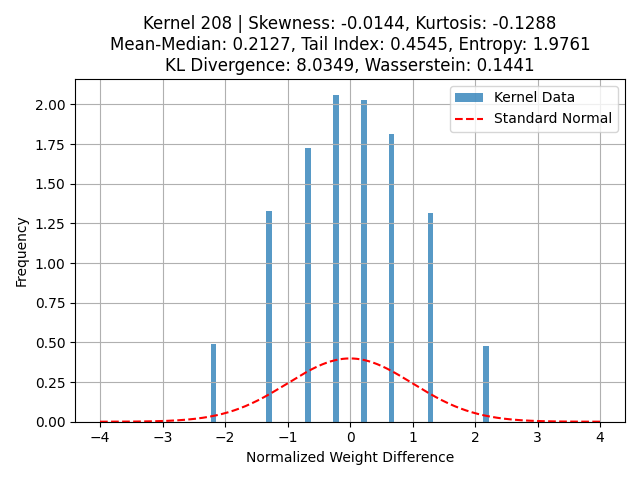 Kernel 208 | Skewness: -0.0144, Kurtosis: -0.1288
Mean-Median: 0.2127, Tail Index: 0.4545, Entropy: 1.9761
KL Divergence: 8.0349, Wasserstein: 0.1441
Kernel Data
Standard Normal
Frequency
2.00
1.75
1.50
1.25
1.00
0.75
0.50
0.25
0.00
−4 −3 −2 −1 0 1 2 3 4
Normalized Weight Difference